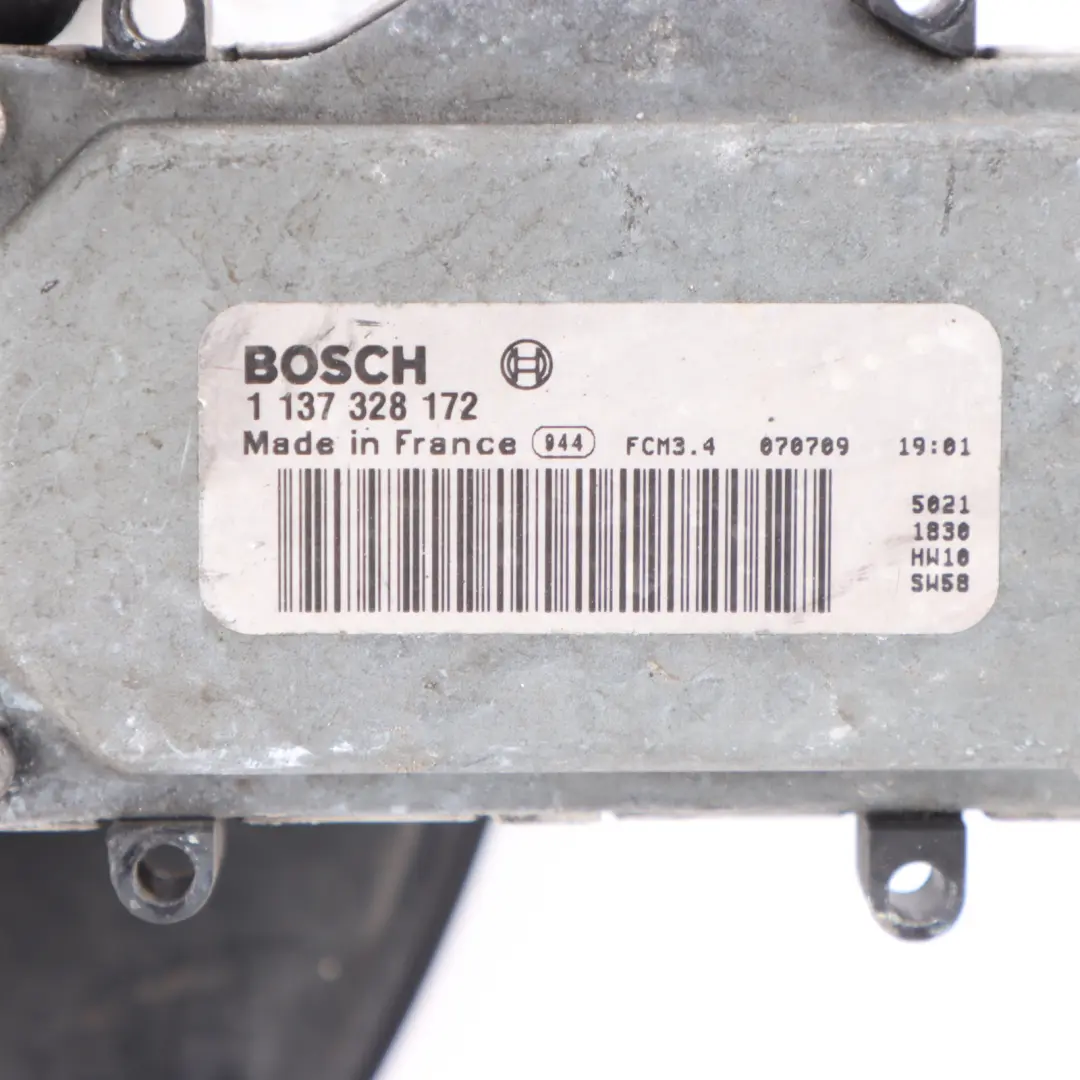 BOSCH
1 137 328 172
Made in France 944 FCM3.4 070709 19:01
5021
1830
HW10
SW58